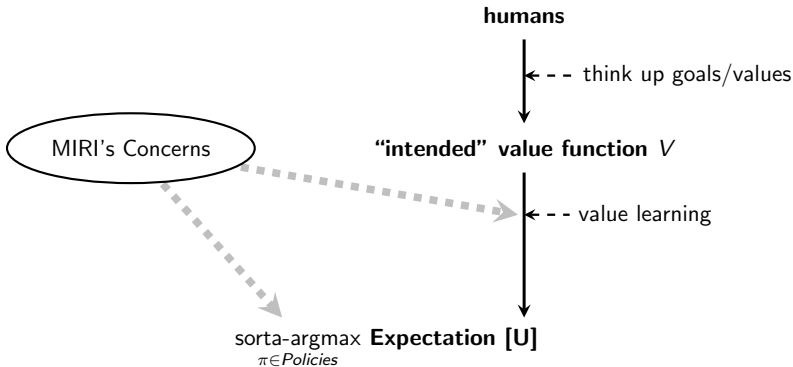 humans
think up goals/values
MIRI's Concerns
“intended” value function V
value learning
sorta-argmax Expectation [U]
π∈Policies